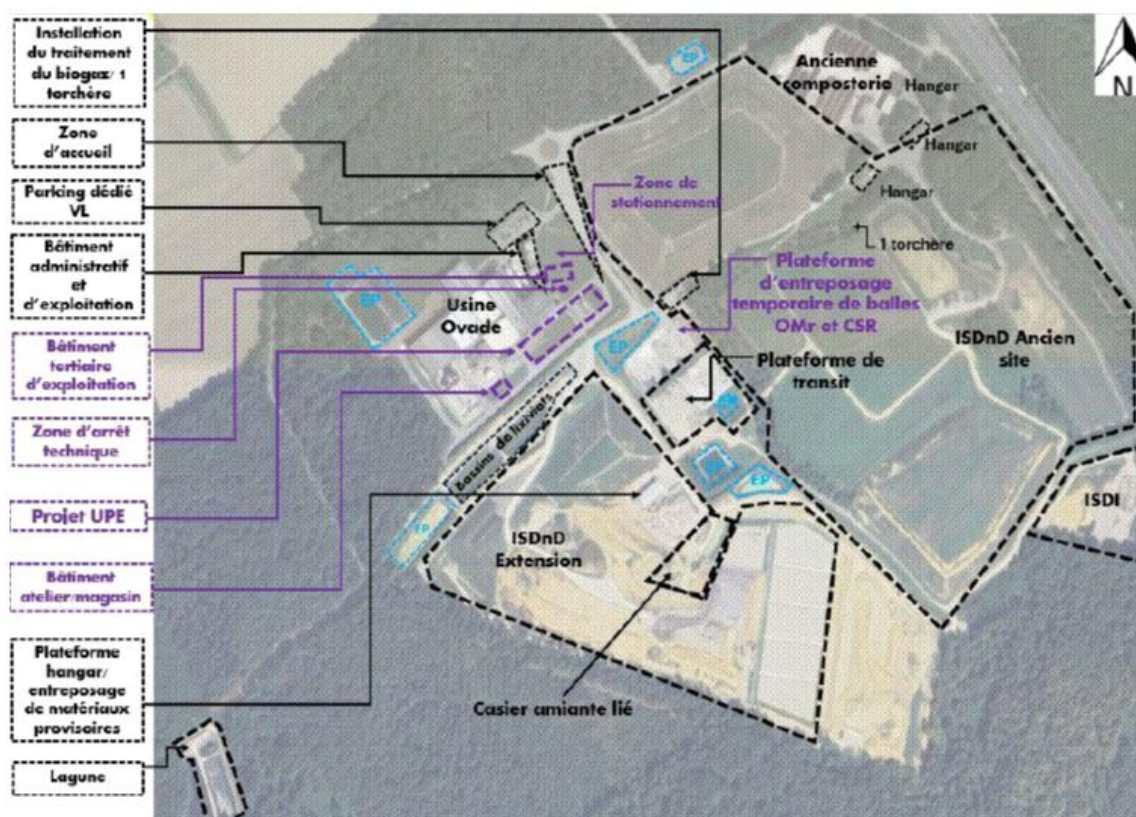 Installation
du traitement
du biogaz/ 1
torchère
Zone
d'accueil
Parking dédié
VL
Bâtiment
administratif
et
d'exploitation
Bâtiment
tertiaire
d'exploitation
Zone d'arrêt
technique
Projet UPE
Bâtiment
atelier/magasin
Plateforme
hangar/
entreposage
de matériaux
provisoires
Lagune
EP
Ancienne
composterie
Hangar
Hangar
Hangar
N
Zone de
stationnement
1 torchère
Plateforme
d'entreposage
temporaire de balles
OMr et CSR
EP
Usine
Ovade
EP
Plateforme de
transit
ISDnD Ancien
site
EP
Bassins de lixiviats
EP
EP
EP
ISDnD
Extension
ISDI
Casier amiante lié